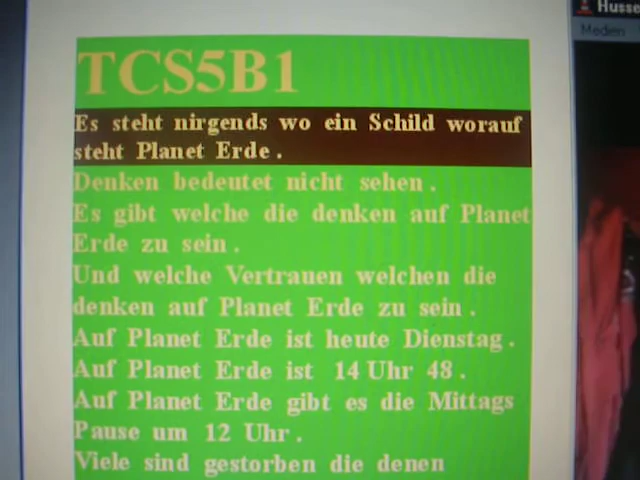 TCS5B1
Es steht nirgends wo ein Schild worauf
steht Planet Erde .
Denken bedeutet nicht sehen .
Es gibt welche die denken auf Planet
Erde zu sein .
Und welche Vertrauen welchen die
denken auf Planet Erde zu sein .
Auf Planet Erde ist heute Dienstag .
Auf Planet Erde ist 14 Uhr 48 .
Auf Planet Erde gibt es die Mittags
Pause um 12 Uhr .
Viele sind gestorben die denen
Husse
Medien